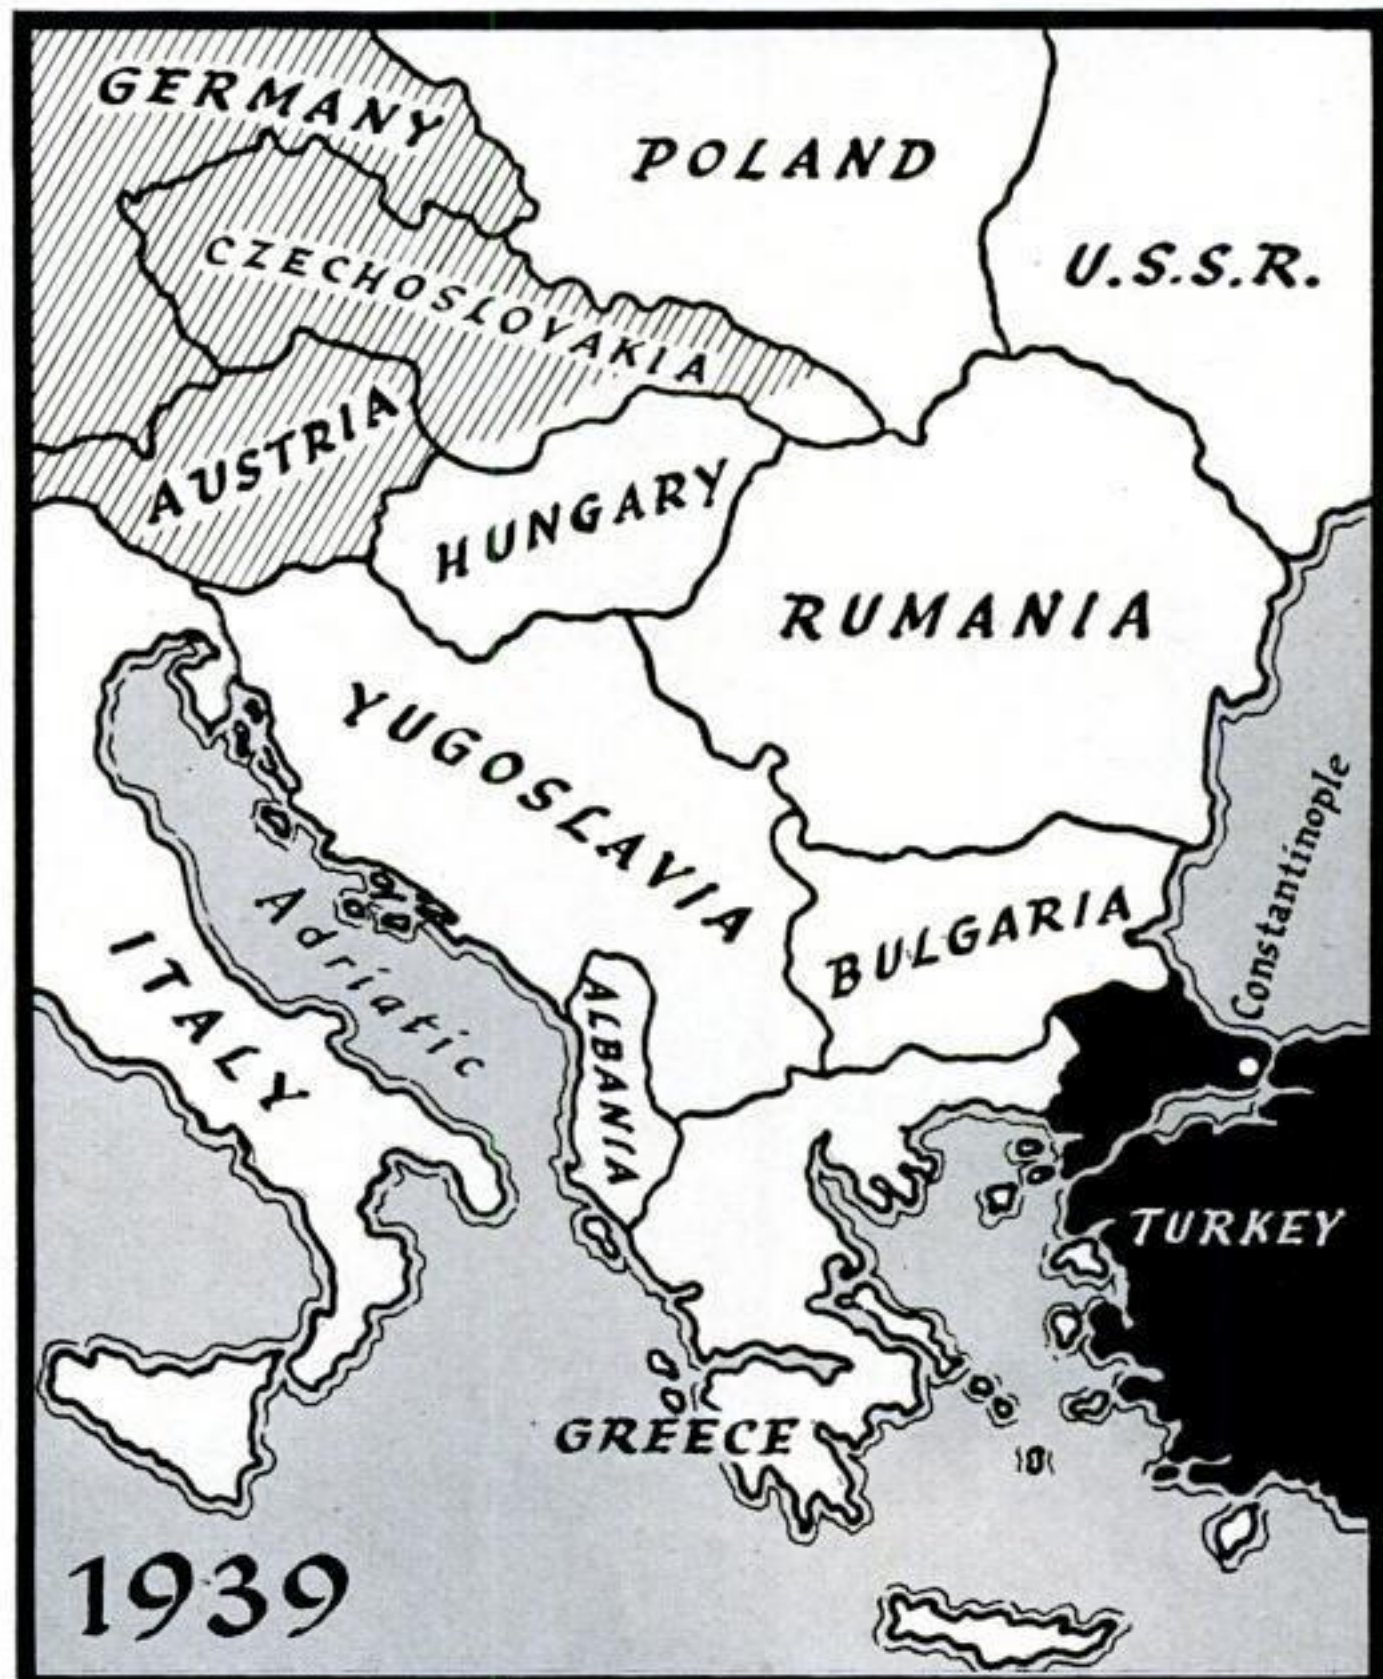 GERMANY
POLAND
U.S.S.R.
CZECHOSLOVAKIA
AUSTRIA
HUNGARY
RUMANIA
YUGOSLAVIA
Constantinople
Adriatic
BULGARIA
ITALY
ALBANIA
TURKEY
GREECE
1939